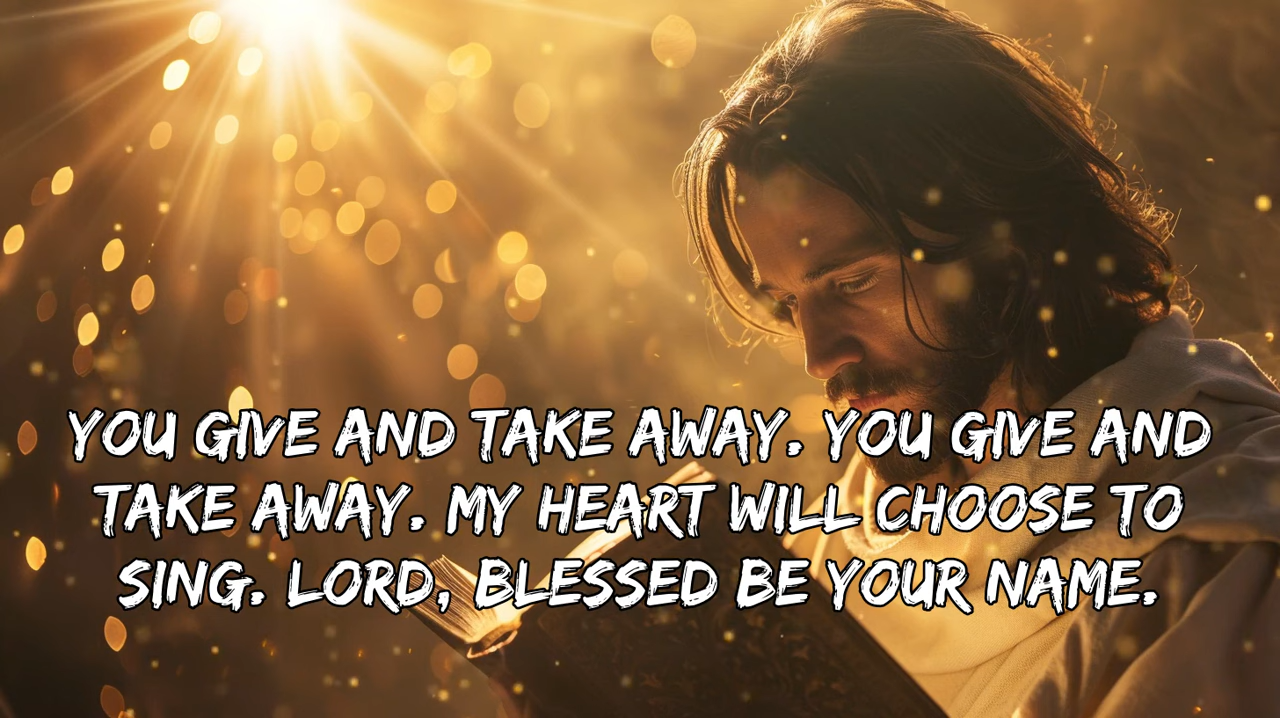 YOU GIVE AND TAKE AWAY. YOU GIVE AND
TAKE AWAY. MY HEART WILL CHOOSE TO
SING. LORD, BLESSED BE YOUR NAME.